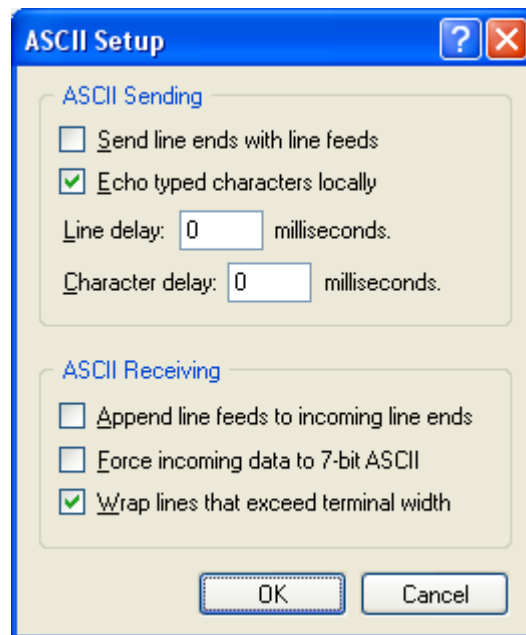 ASCII Setup ?
ASCII Sending
Send line ends with line feeds
Echo typed characters locally
Line delay: 0 milliseconds.
Character delay: 0 milliseconds.
ASCII Receiving
Append line feeds to incoming line ends
Force incoming data to 7-bit ASCII
Wrap lines that exceed terminal width
OK Cancel